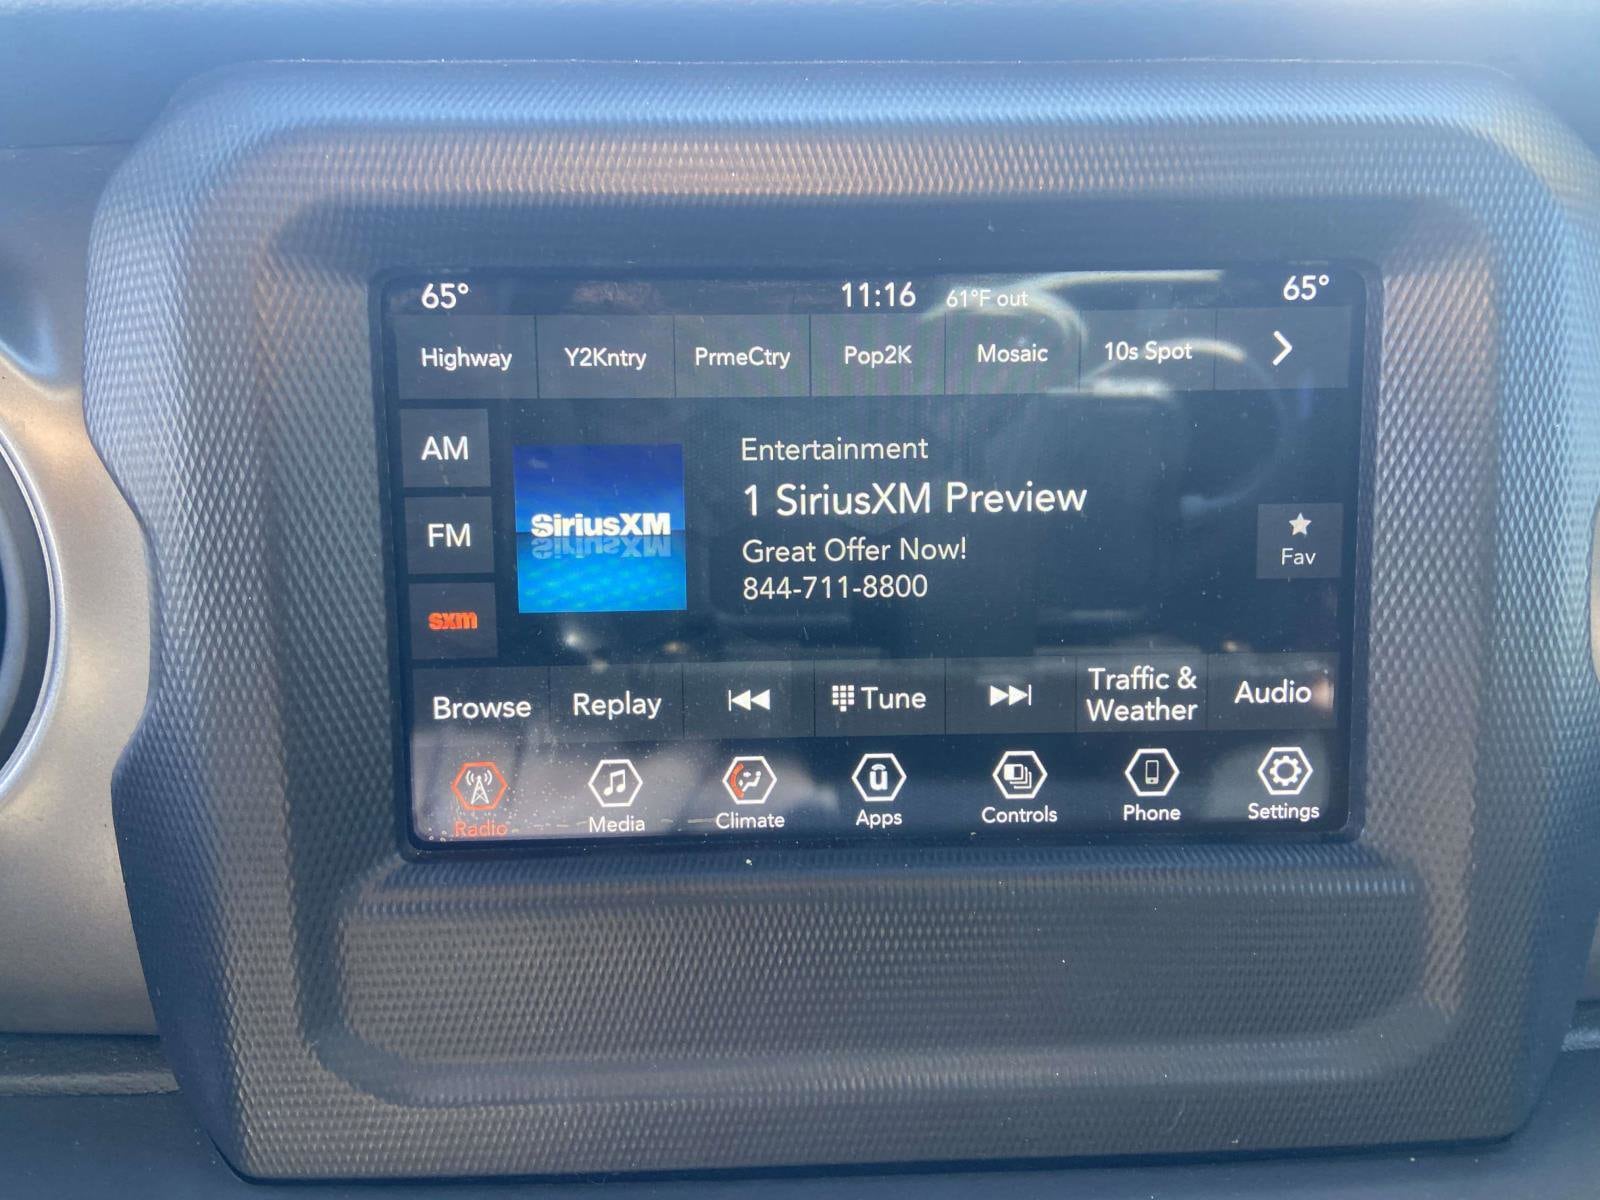 65° 11:16 61°F out 65°
Highway Y2Kntry PrmeCtry Pop2K Mosaic 10s Spot
AM
FM
sxm
SiriusXM
Entertainment
1 SiriusXM Preview
Great Offer Now!
844-711-8800
Fav
Browse Replay Tune Traffic & Weather Audio
Radio Media Climate Apps Controls Phone Settings